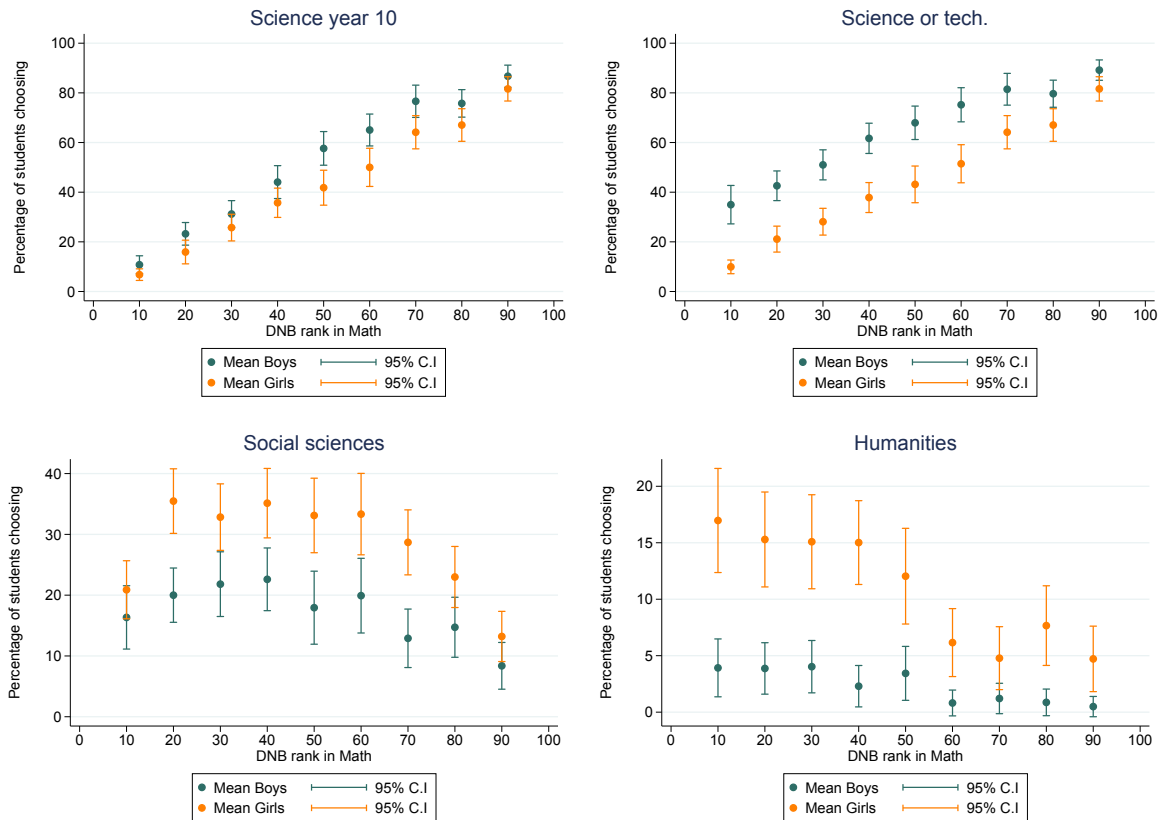 Science year 10
Percentage of students choosing
100
80
60
40
20
0
0 10 20 30 40 50 60 70 80 90 100
DNB rank in Math
Mean Boys 95% C.I
Mean Girls 95% C.I
Science or tech.
Percentage of students choosing
100
80
60
40
20
0
0 10 20 30 40 50 60 70 80 90 100
DNB rank in Math
Mean Boys 95% C.I
Mean Girls 95% C.I
Social sciences
Percentage of students choosing
40
30
20
10
0
0 10 20 30 40 50 60 70 80 90 100
DNB rank in Math
Mean Boys 95% C.I
Mean Girls 95% C.I
Humanities
Percentage of students choosing
20
15
10
5
0
0 10 20 30 40 50 60 70 80 90 100
DNB rank in Math
Mean Boys 95% C.I
Mean Girls 95% C.I